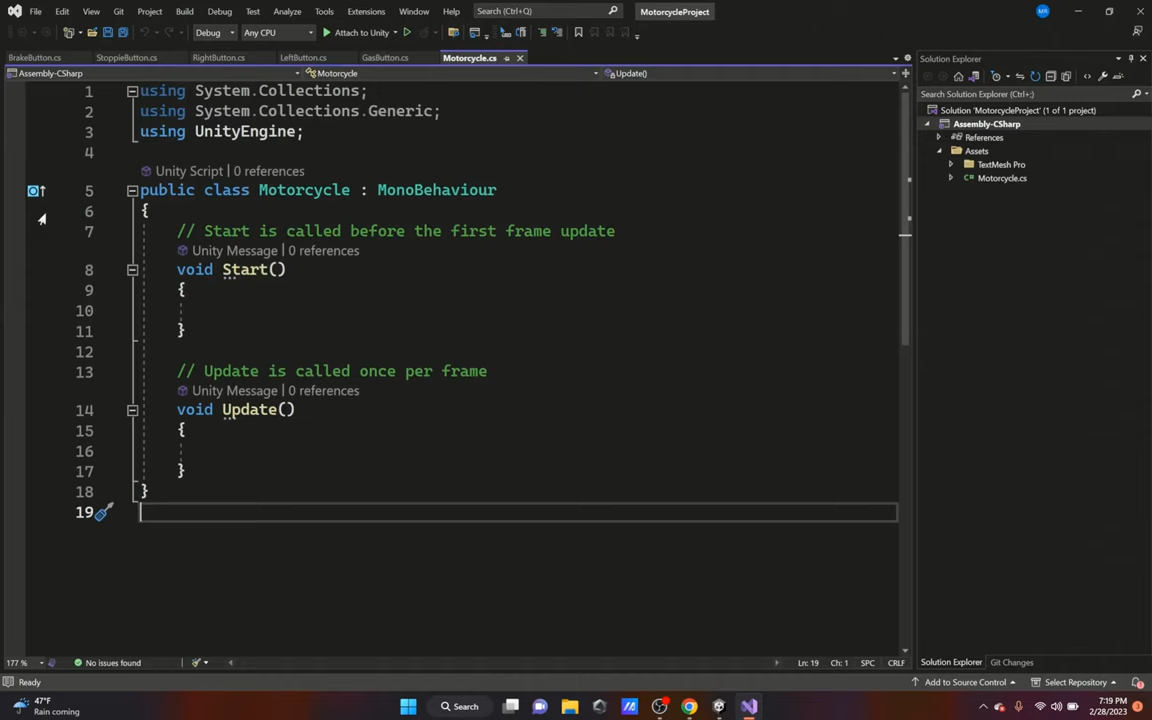 File Edit View Git Project Build Debug Test Analyze Tools Extensions Window Help Search (Ctrl+Q) MotorcycleProject MR
Debug Any CPU Attach to Unity
BrakeButton.cs StoppieButton.cs RightButton.cs LeftButton.cs GasButton.cs Motorcycle.cs
Assembly-CSharp Motorcycle Update()
1 using System.Collections;
2 using System.Collections.Generic;
3 using UnityEngine;
4
Unity Script | 0 references
5 public class Motorcycle : MonoBehaviour
6 {
7 // Start is called before the first frame update
Unity Message | 0 references
8 void Start()
9 {
10
11 }
12
13 // Update is called once per frame
Unity Message | 0 references
14 void Update()
15 {
16
17 }
18 }
19
177 % No issues found Ln: 19 Ch: 1 SPC CRLF
Solution Explorer
Search Solution Explorer (Ctrl+;)
Solution 'MotorcycleProject' (1 of 1 project)
Assembly-CSharp
References
Assets
TextMesh Pro
Motorcycle.cs
Solution Explorer Git Changes
Ready Add to Source Control Select Repository
47°F
Rain coming
Search
7:19 PM
2/28/2023